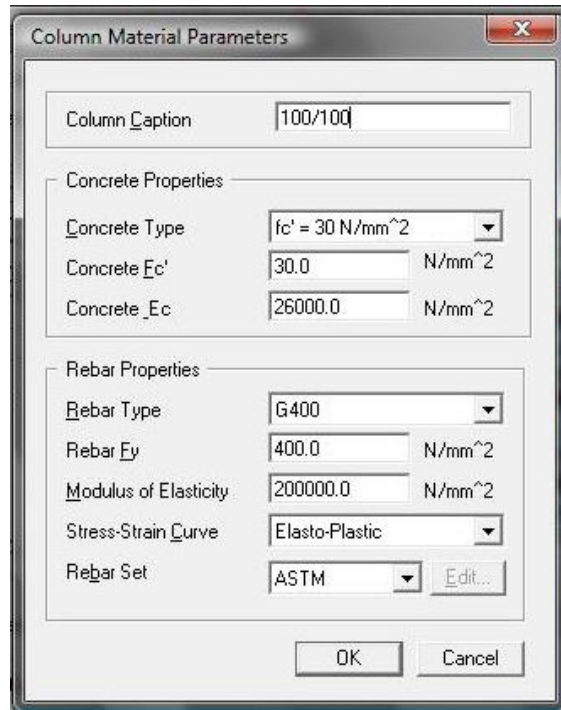 Column Material Parameters
Column Caption 100/100
Concrete Properties
Concrete Type fc' = 30 N/mm^2
Concrete Fc' 30.0 N/mm^2
Concrete Ec 26000.0 N/mm^2
Rebar Properties
Rebar Type G400
Rebar Fy 400.0 N/mm^2
Modulus of Elasticity 200000.0 N/mm^2
Stress-Strain Curve Elasto-Plastic
Rebar Set ASTM Edit...
OK Cancel